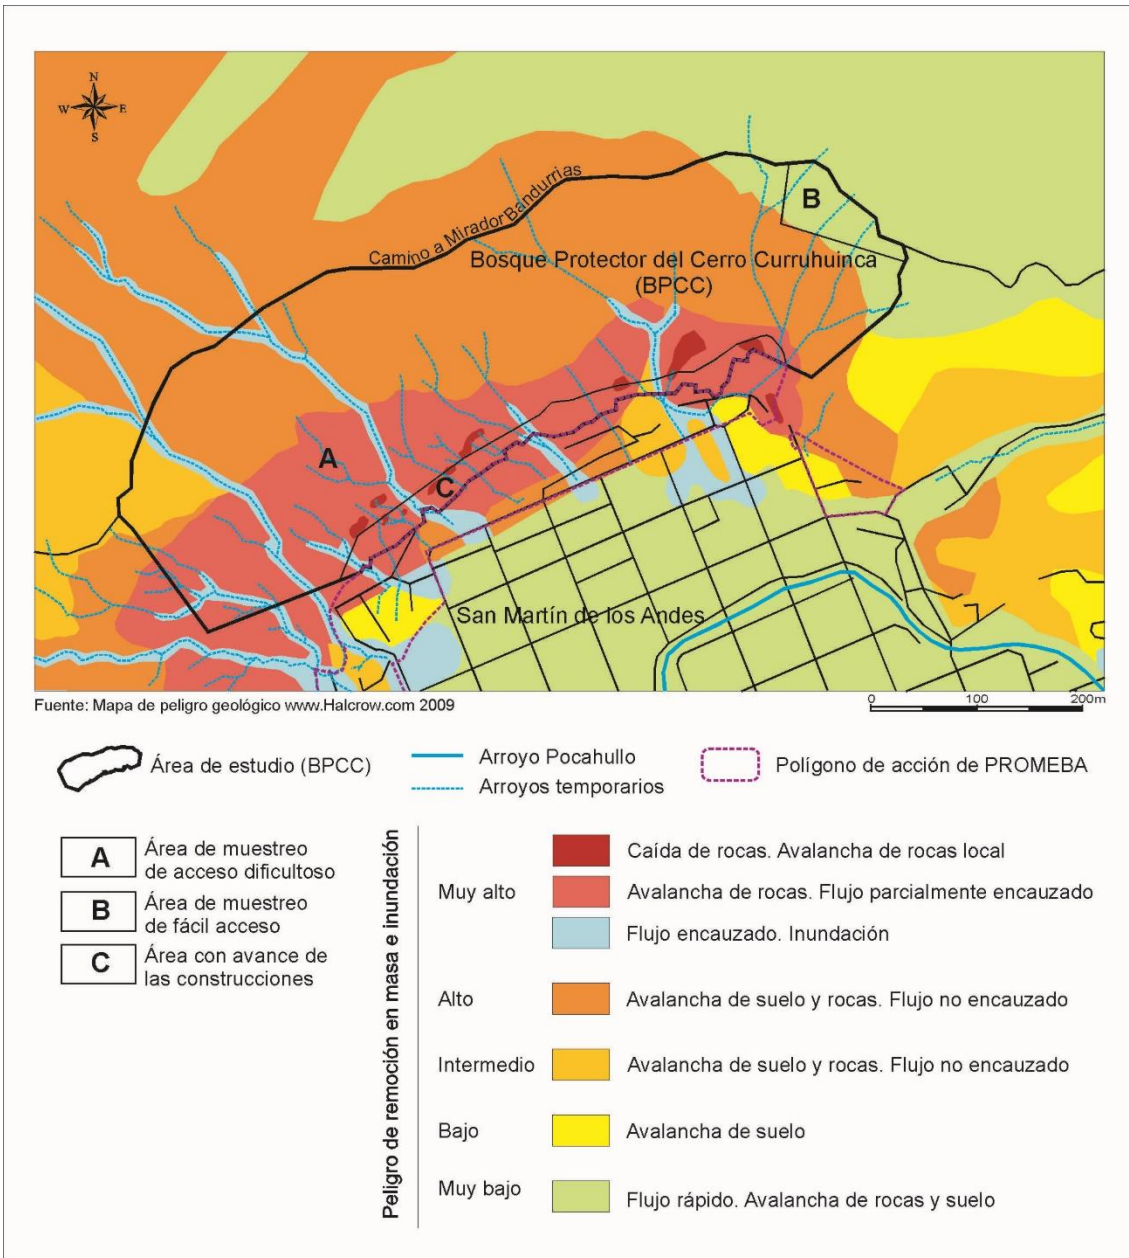 N
W E
S
B
Camino a Mirador Bandurrias
Bosque Protector del Cerro Curruhuinca
(BPCC)
A
C
San Martín de los Andes
Fuente: Mapa de peligro geológico www.Halcrow.com 2009
0 100 200m
Área de estudio (BPCC)
Arroyo Pocahullo
Arroyos temporarios
Polígono de acción de PROMEBA
A Área de muestreo
de acceso dificultoso
B Área de muestreo
de fácil acceso
C Área con avance de
las construcciones
Peligro de remoción en masa e inundación
Caída de rocas. Avalancha de rocas local
Muy alto Avalancha de rocas. Flujo parcialmente encauzado
Flujo encauzado. Inundación
Alto Avalancha de suelo y rocas. Flujo no encauzado
Intermedio Avalancha de suelo y rocas. Flujo no encauzado
Bajo Avalancha de suelo
Muy bajo Flujo rápido. Avalancha de rocas y suelo